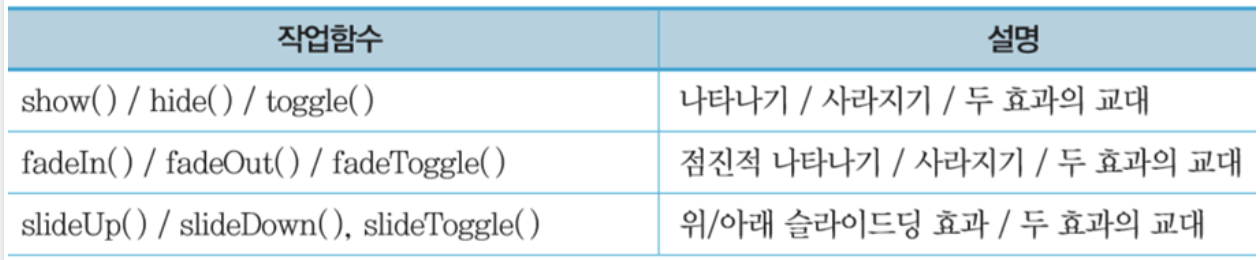 작업함수 설명
show( ) / hide( ) / toggle( ) 나타나기 / 사라지기 / 두 효과의 교대
fadeIn( ) / fadeOut( ) / fadeToggle( ) 점진적 나타나기 / 사라지기 / 두 효과의 교대
slideUp( ) / slideDown( ), slideToggle( ) 위/아래 슬라이드딩 효과 / 두 효과의 교대